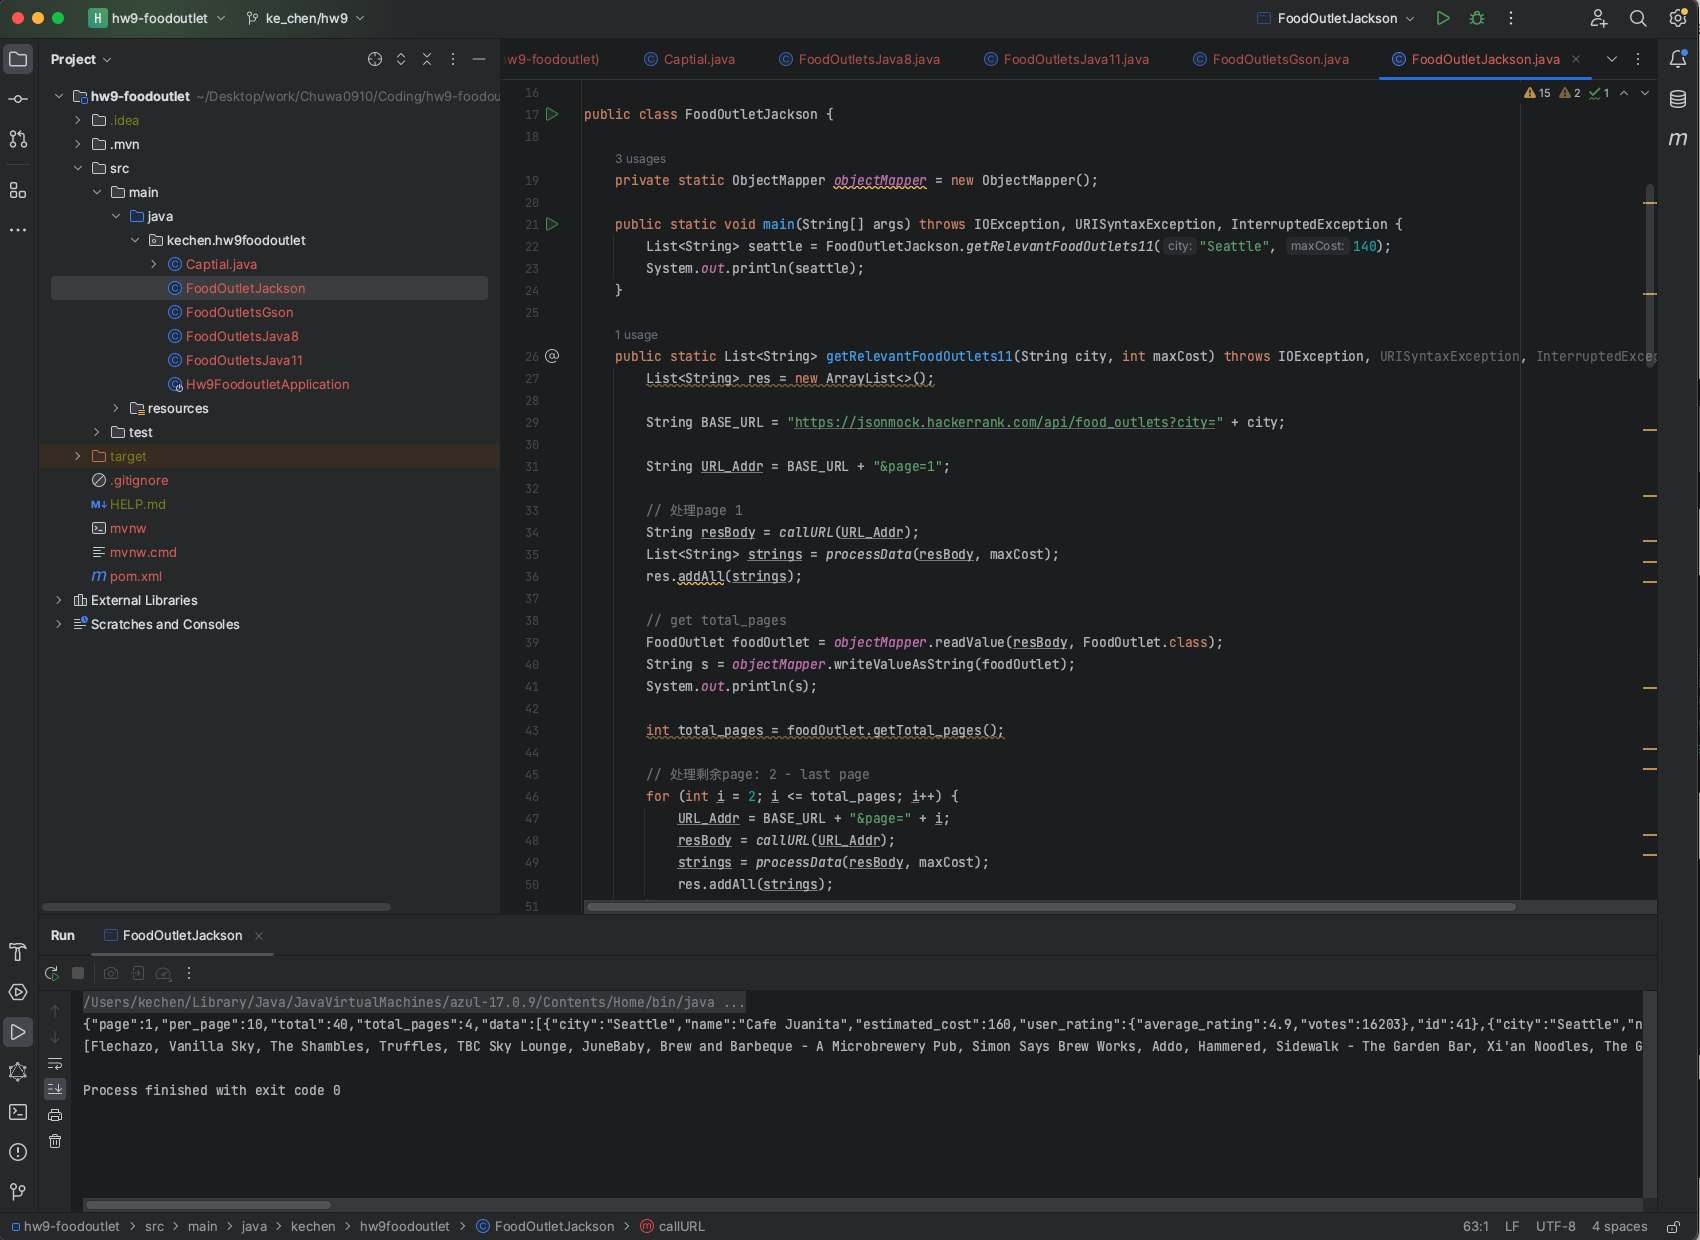 H hw9-foodoutlet ke_chen/hw9 FoodOutletJackson
Project
hw9-foodoutlet ~/Desktop/work/Chuwa0910/Coding/hw9-foodou
.idea
.mvn
src
main
java
kechen.hw9foodoutlet
Captial.java
FoodOutletJackson
FoodOutletsGson
FoodOutletsJava8
FoodOutletsJava11
Hw9FoodoutletApplication
resources
test
target
.gitignore
M↓ HELP.md
mvnw
mvnw.cmd
m pom.xml
External Libraries
Scratches and Consoles
w9-foodoutlet) Captial.java FoodOutletsJava8.java FoodOutletsJava11.java FoodOutletsGson.java FoodOutletJackson.java
15 2 1
m
16
17 public class FoodOutletJackson {
18
3 usages
19 private static ObjectMapper objectMapper = new ObjectMapper();
20
21 public static void main(String[] args) throws IOException, URISyntaxException, InterruptedException {
22 List<String> seattle = FoodOutletJackson.getRelevantFoodOutlets11( city: "Seattle", maxCost: 140);
23 System.out.println(seattle);
24 }
25
1 usage
26 public static List<String> getRelevantFoodOutlets11(String city, int maxCost) throws IOException, URISyntaxException, InterruptedExce
27 List<String> res = new ArrayList<>();
28
29 String BASE_URL = "https://jsonmock.hackerrank.com/api/food_outlets?city=" + city;
30
31 String URL_Addr = BASE_URL + "&page=1";
32
33 // 处理page 1
34 String resBody = callURL(URL_Addr);
35 List<String> strings = processData(resBody, maxCost);
36 res.addAll(strings);
37
38 // get total_pages
39 FoodOutlet foodOutlet = objectMapper.readValue(resBody, FoodOutlet.class);
40 String s = objectMapper.writeValueAsString(foodOutlet);
41 System.out.println(s);
42
43 int total_pages = foodOutlet.getTotal_pages();
44
45 // 处理剩余page: 2 - last page
46 for (int i = 2; i <= total_pages; i++) {
47 URL_Addr = BASE_URL + "&page=" + i;
48 resBody = callURL(URL_Addr);
49 strings = processData(resBody, maxCost);
50 res.addAll(strings);
51
Run FoodOutletJackson
/Users/kechen/Library/Java/JavaVirtualMachines/azul-17.0.9/Contents/Home/bin/java ...
{"page":1,"per_page":10,"total":40,"total_pages":4,"data":[{"city":"Seattle","name":"Cafe Juanita","estimated_cost":160,"user_rating":{"average_rating":4.9,"votes":16203},"id":41},{"city":"Seattle","n
[Flechazo, Vanilla Sky, The Shambles, Truffles, TBC Sky Lounge, JuneBaby, Brew and Barbeque - A Microbrewery Pub, Simon Says Brew Works, Addo, Hammered, Sidewalk - The Garden Bar, Xi'an Noodles, The G
Process finished with exit code 0
hw9-foodoutlet > src > main > java > kechen > hw9foodoutlet > FoodOutletJackson > callURL 63:1 LF UTF-8 4 spaces